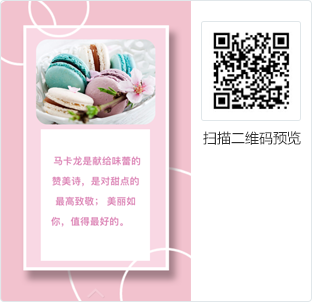 马卡龙是献给味蕾的
赞美诗，是对甜点的
最高致敬； 美丽如
你，值得最好的。
扫描二维码预览